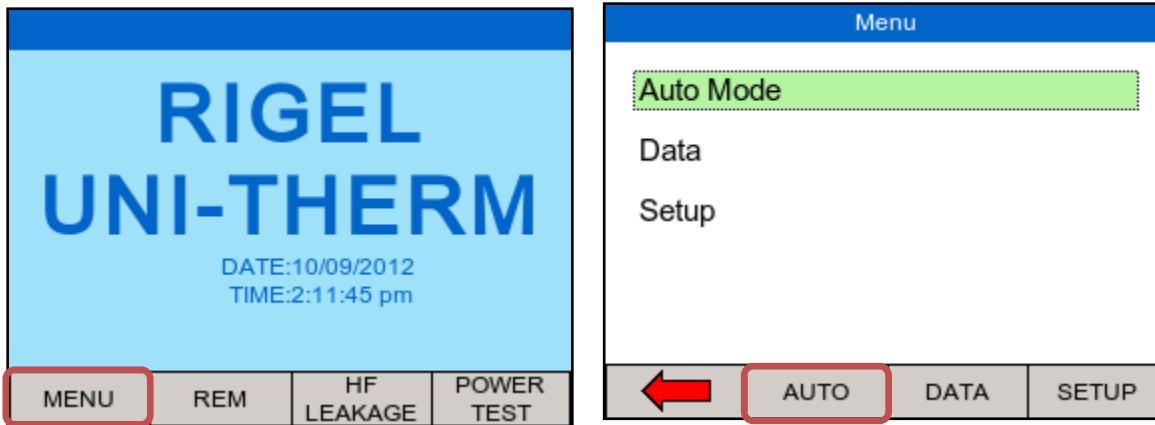 RIGEL
UNI-THERM
DATE:10/09/2012
TIME:2:11:45 pm
MENU
REM
HF
LEAKAGE
POWER
TEST
Menu
Auto Mode
Data
Setup
AUTO
DATA
SETUP